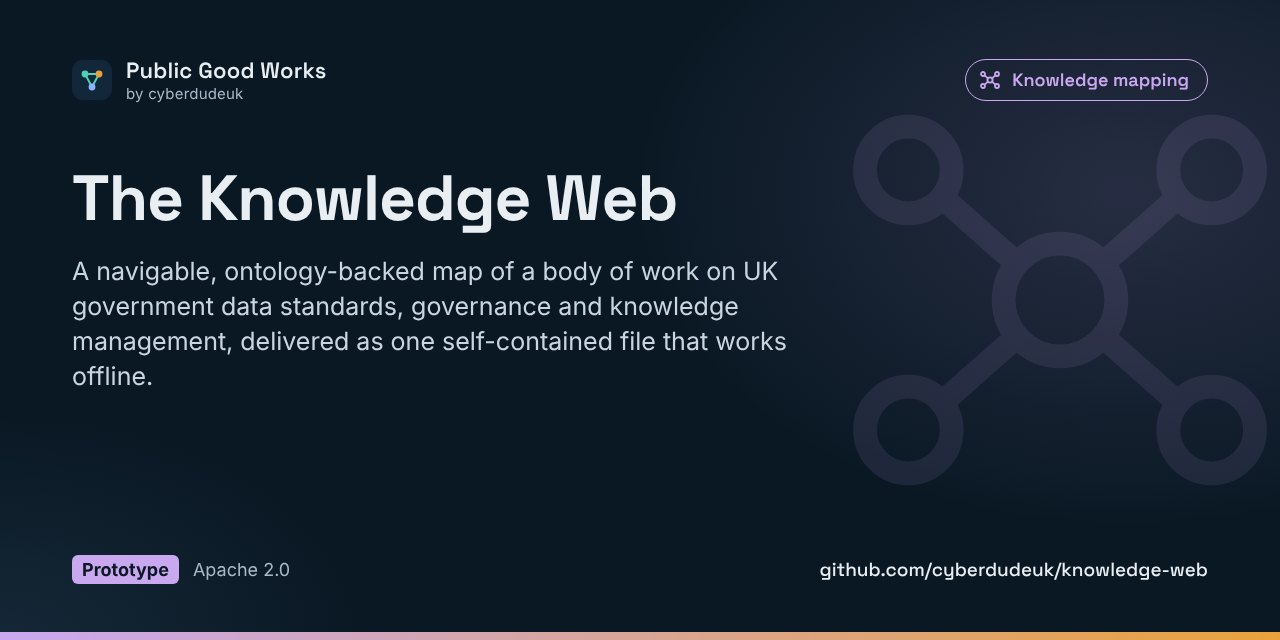 Public Good Works
by cyberdudeuk
Knowledge mapping
The Knowledge Web
A navigable, ontology-backed map of a body of work on UK
government data standards, governance and knowledge
management, delivered as one self-contained file that works
offline.
Prototype
Apache 2.0
github.com/cyberdudeuk/knowledge-web